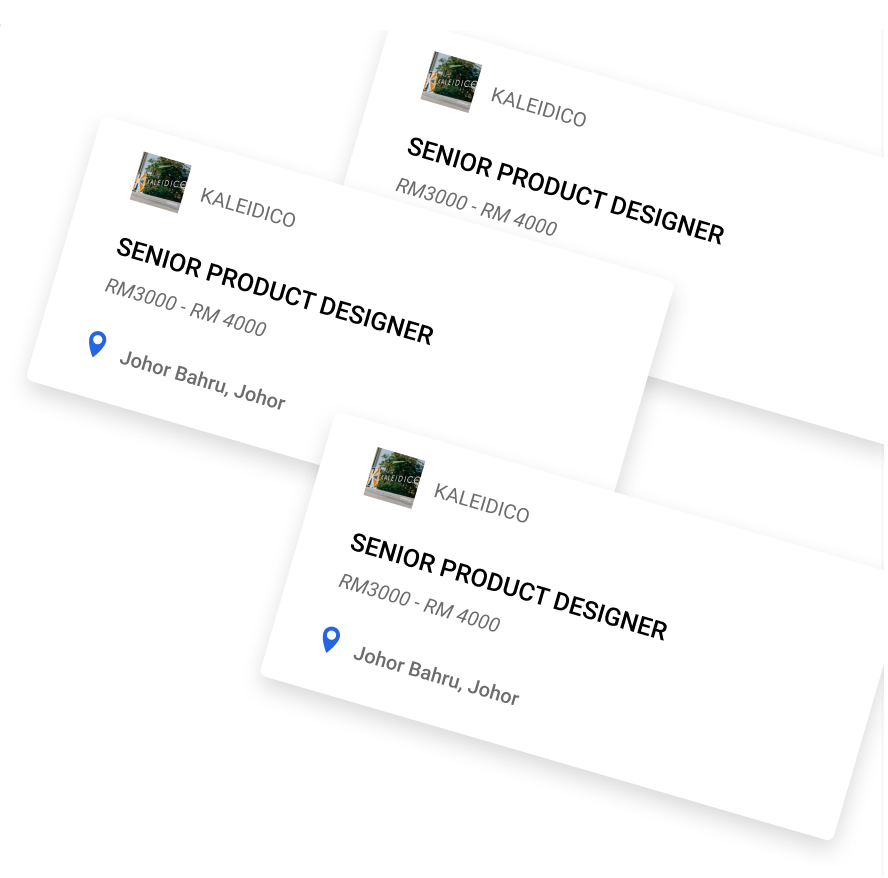 KALEIDICO
KALEIDICO
SENIOR PRODUCT DESIGNER
RM3000 - RM 4000
KALEIDICO
KALEIDICO
SENIOR PRODUCT DESIGNER
RM3000 - RM 4000
Johor Bahru, Johor
KALEIDICO
KALEIDICO
SENIOR PRODUCT DESIGNER
RM3000 - RM 4000
Johor Bahru, Johor